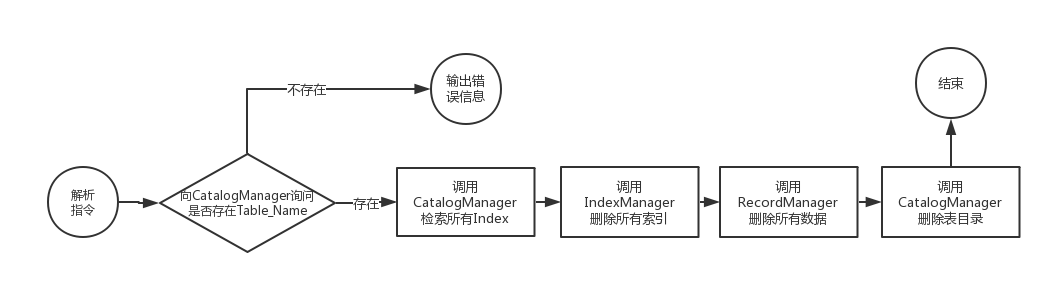 解析
指令
向CatalogManager询问
是否存在Table_Name
不存在
输出错
误信息
存在
调用
CatalogManager
检索所有Index
调用
IndexManager
删除所有索引
调用
RecordManager
删除所有数据
调用
CatalogManager
删除表目录
结束